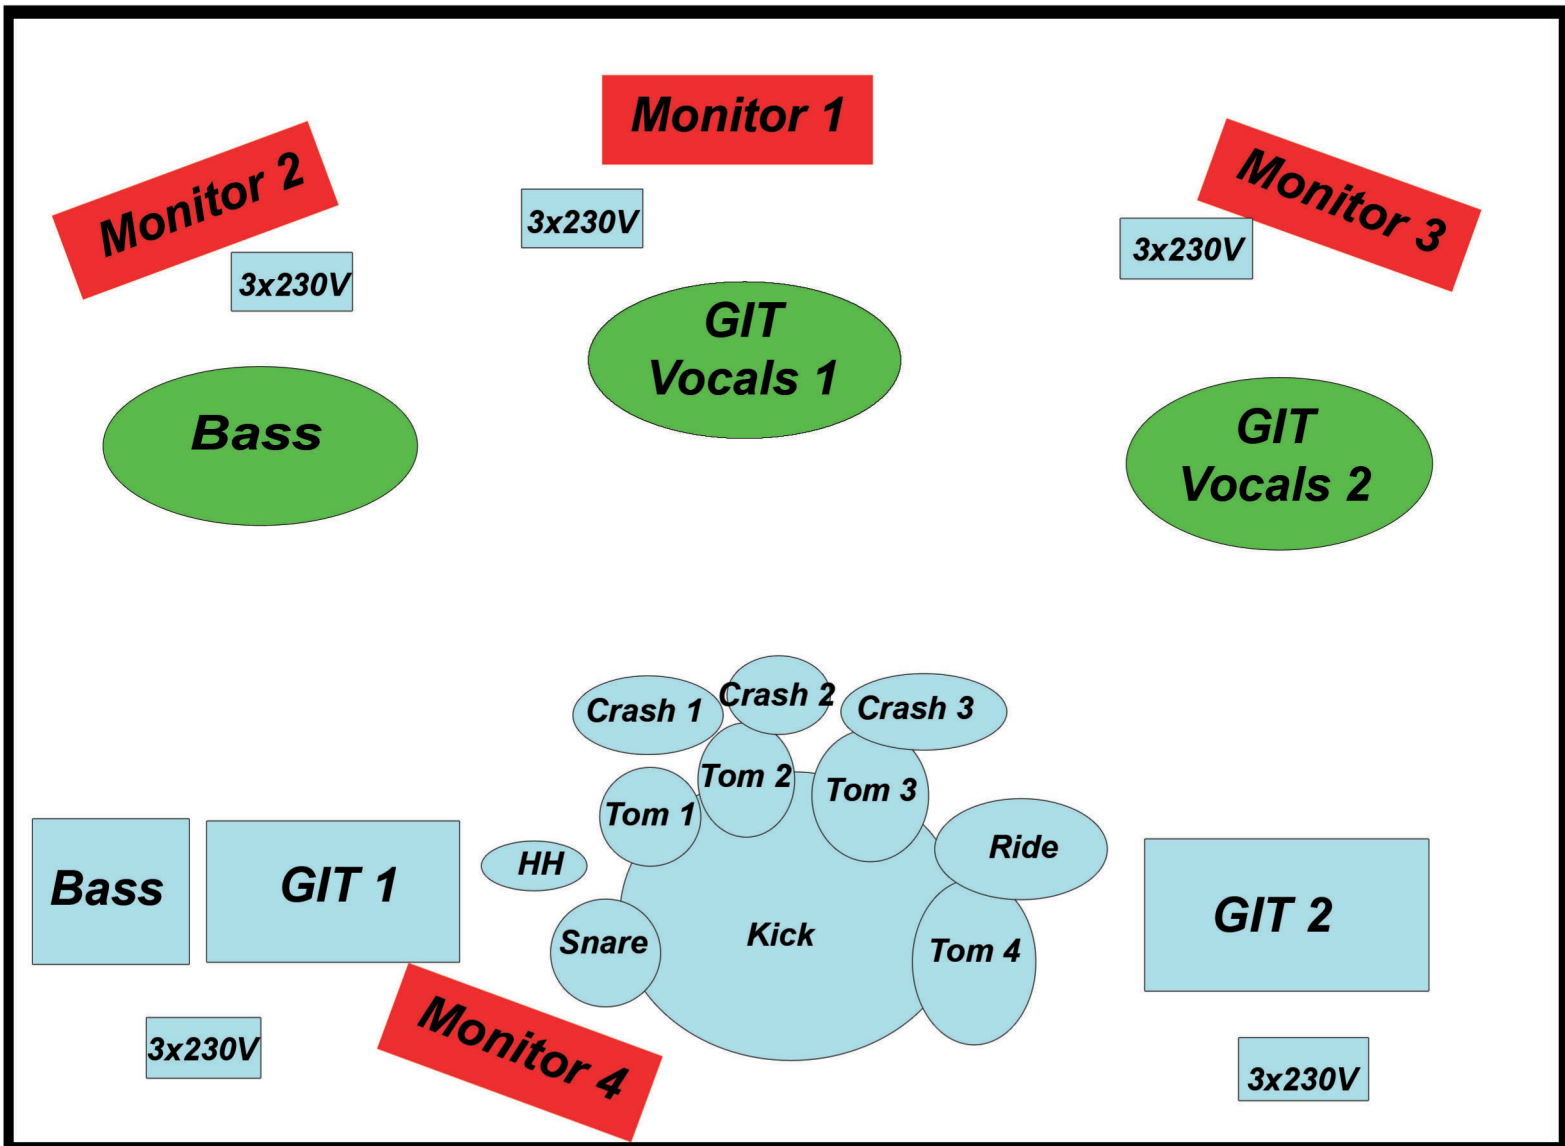 Monitor 1
Monitor 2
Monitor 3
3x230V
3x230V
3x230V
GIT
Vocals 1
Bass
GIT
Vocals 2
Crash 1
Crash 2
Crash 3
Tom 1
Tom 2
Tom 3
Ride
HH
Bass
GIT 1
Snare
Kick
Tom 4
GIT 2
3x230V
Monitor 4
3x230V